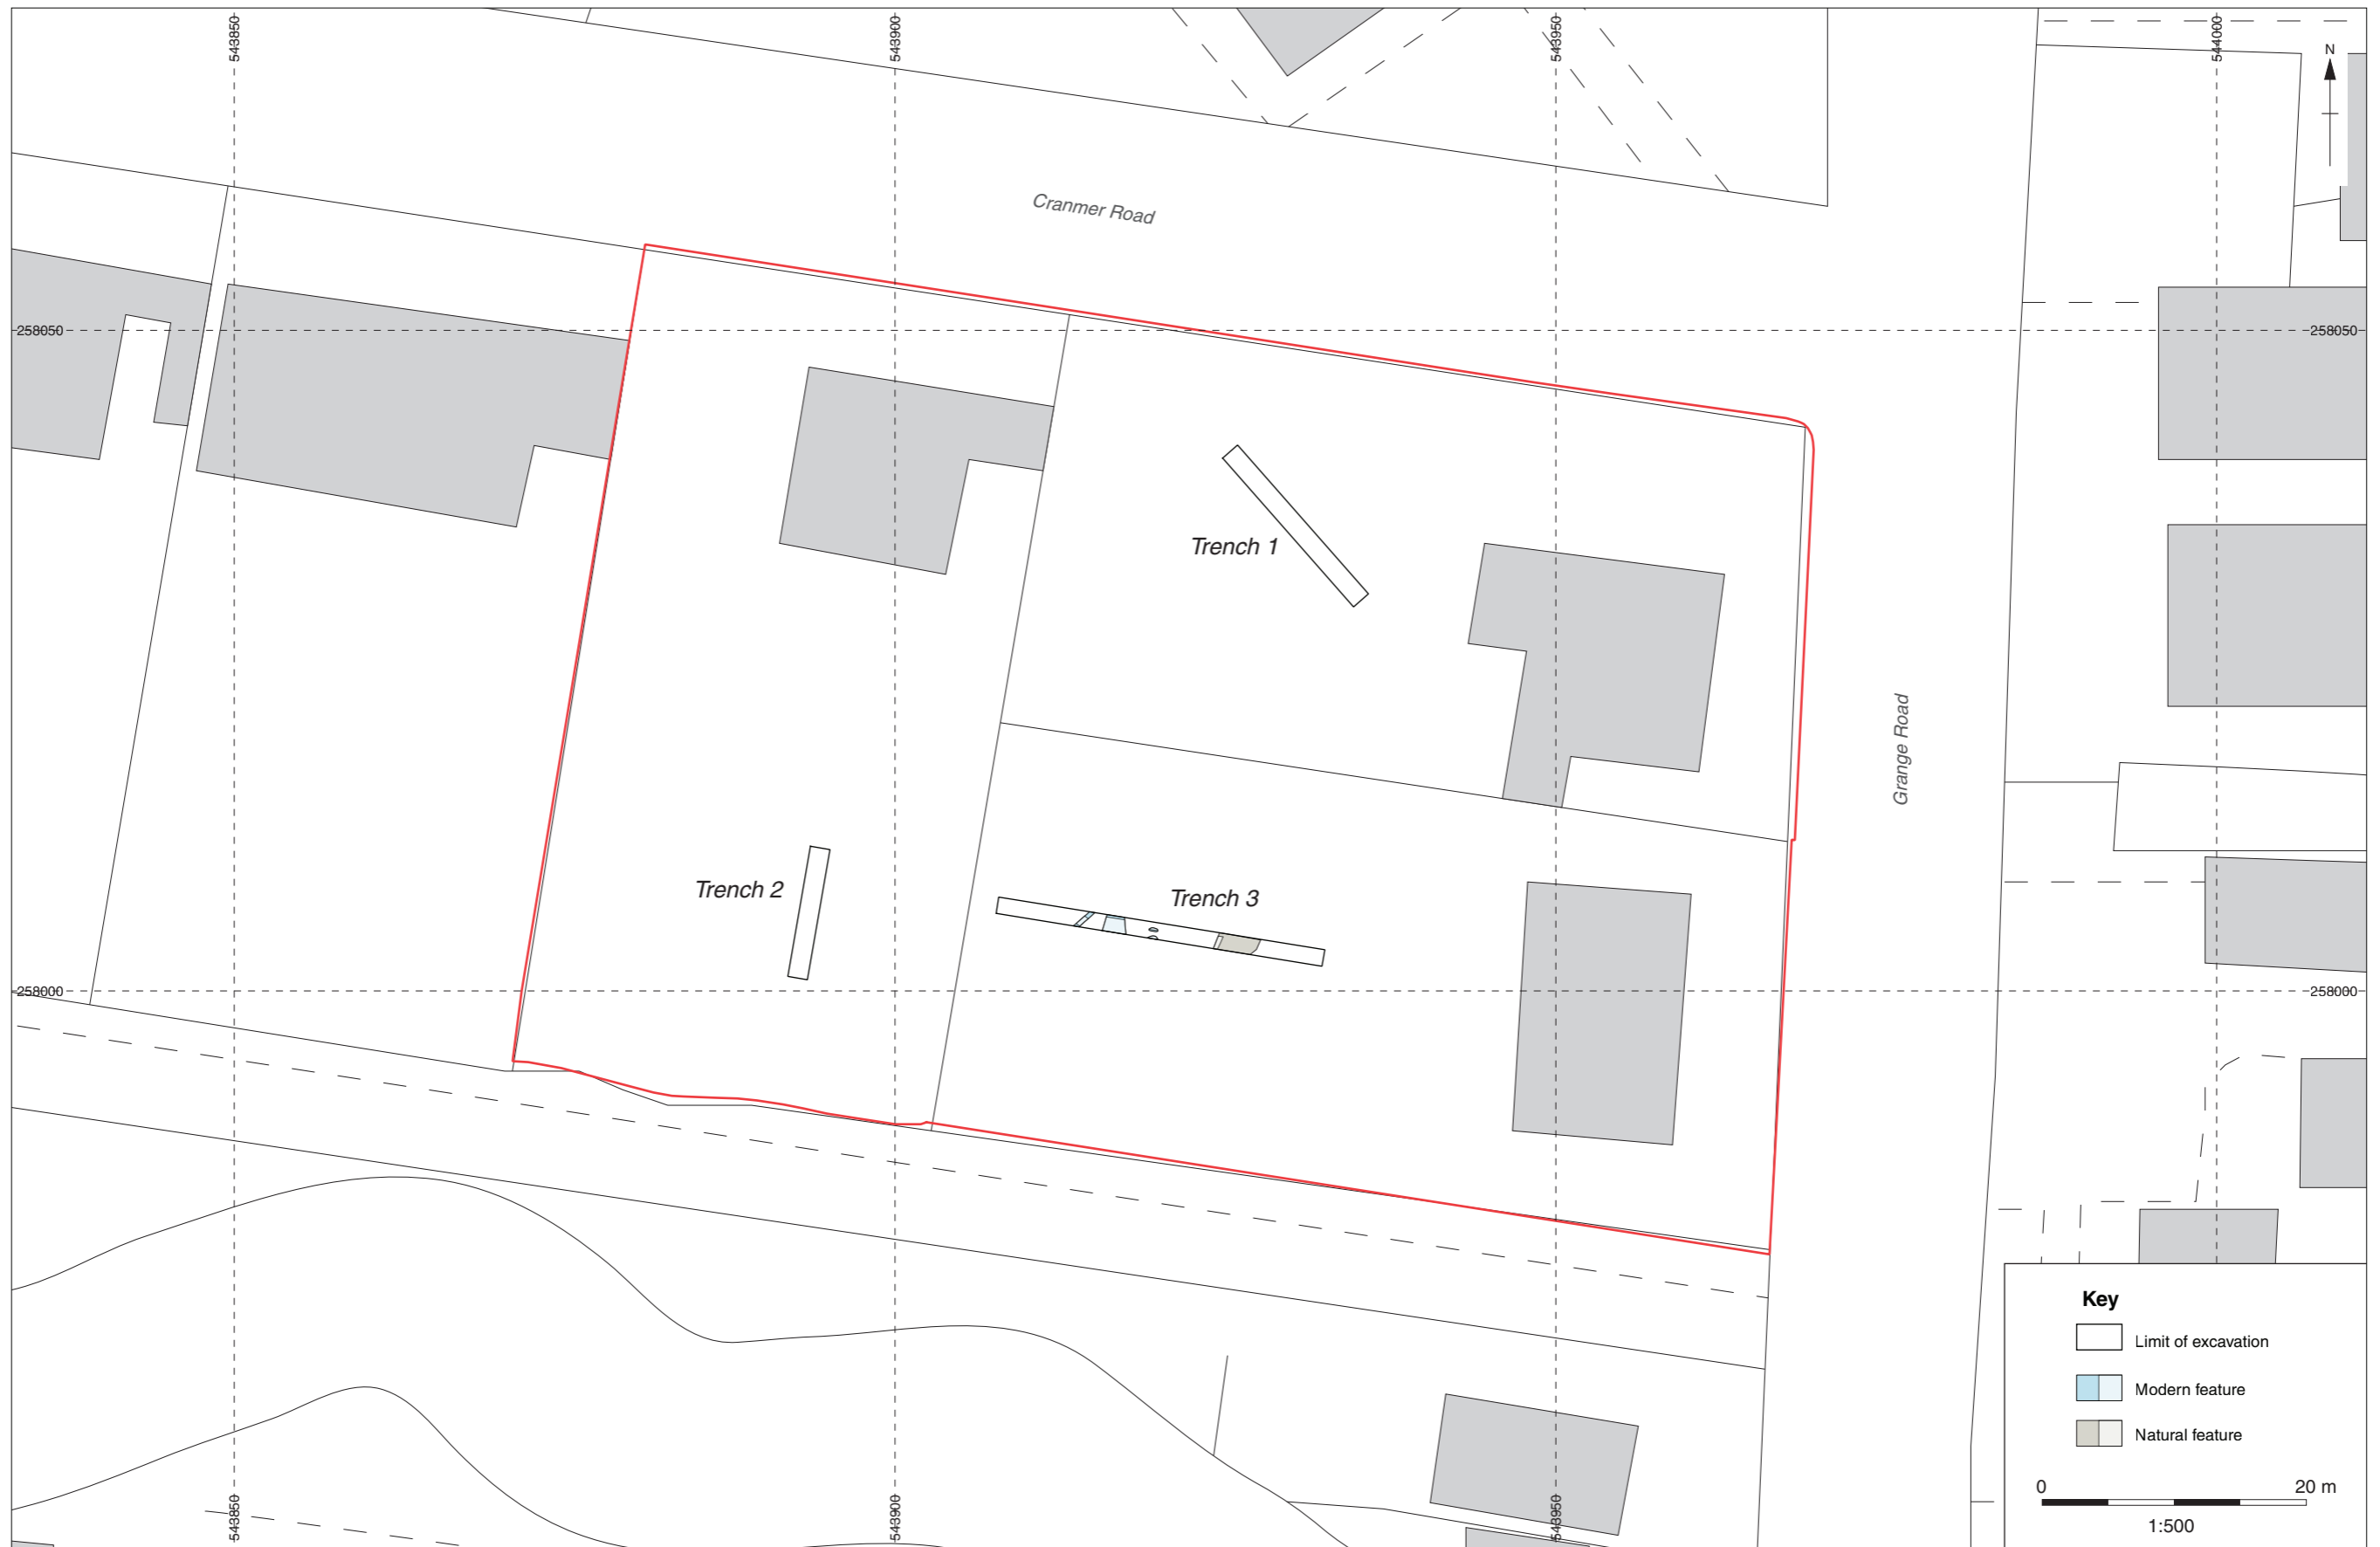 543850
543900
543950
544000
N
Cranmer Road
258050
258050
Trench 1
Grange Road
Trench 2
Trench 3
258000
258000
Key
Limit of excavation
Modern feature
Natural feature
0
20 m
1:500
543850
543900
543950